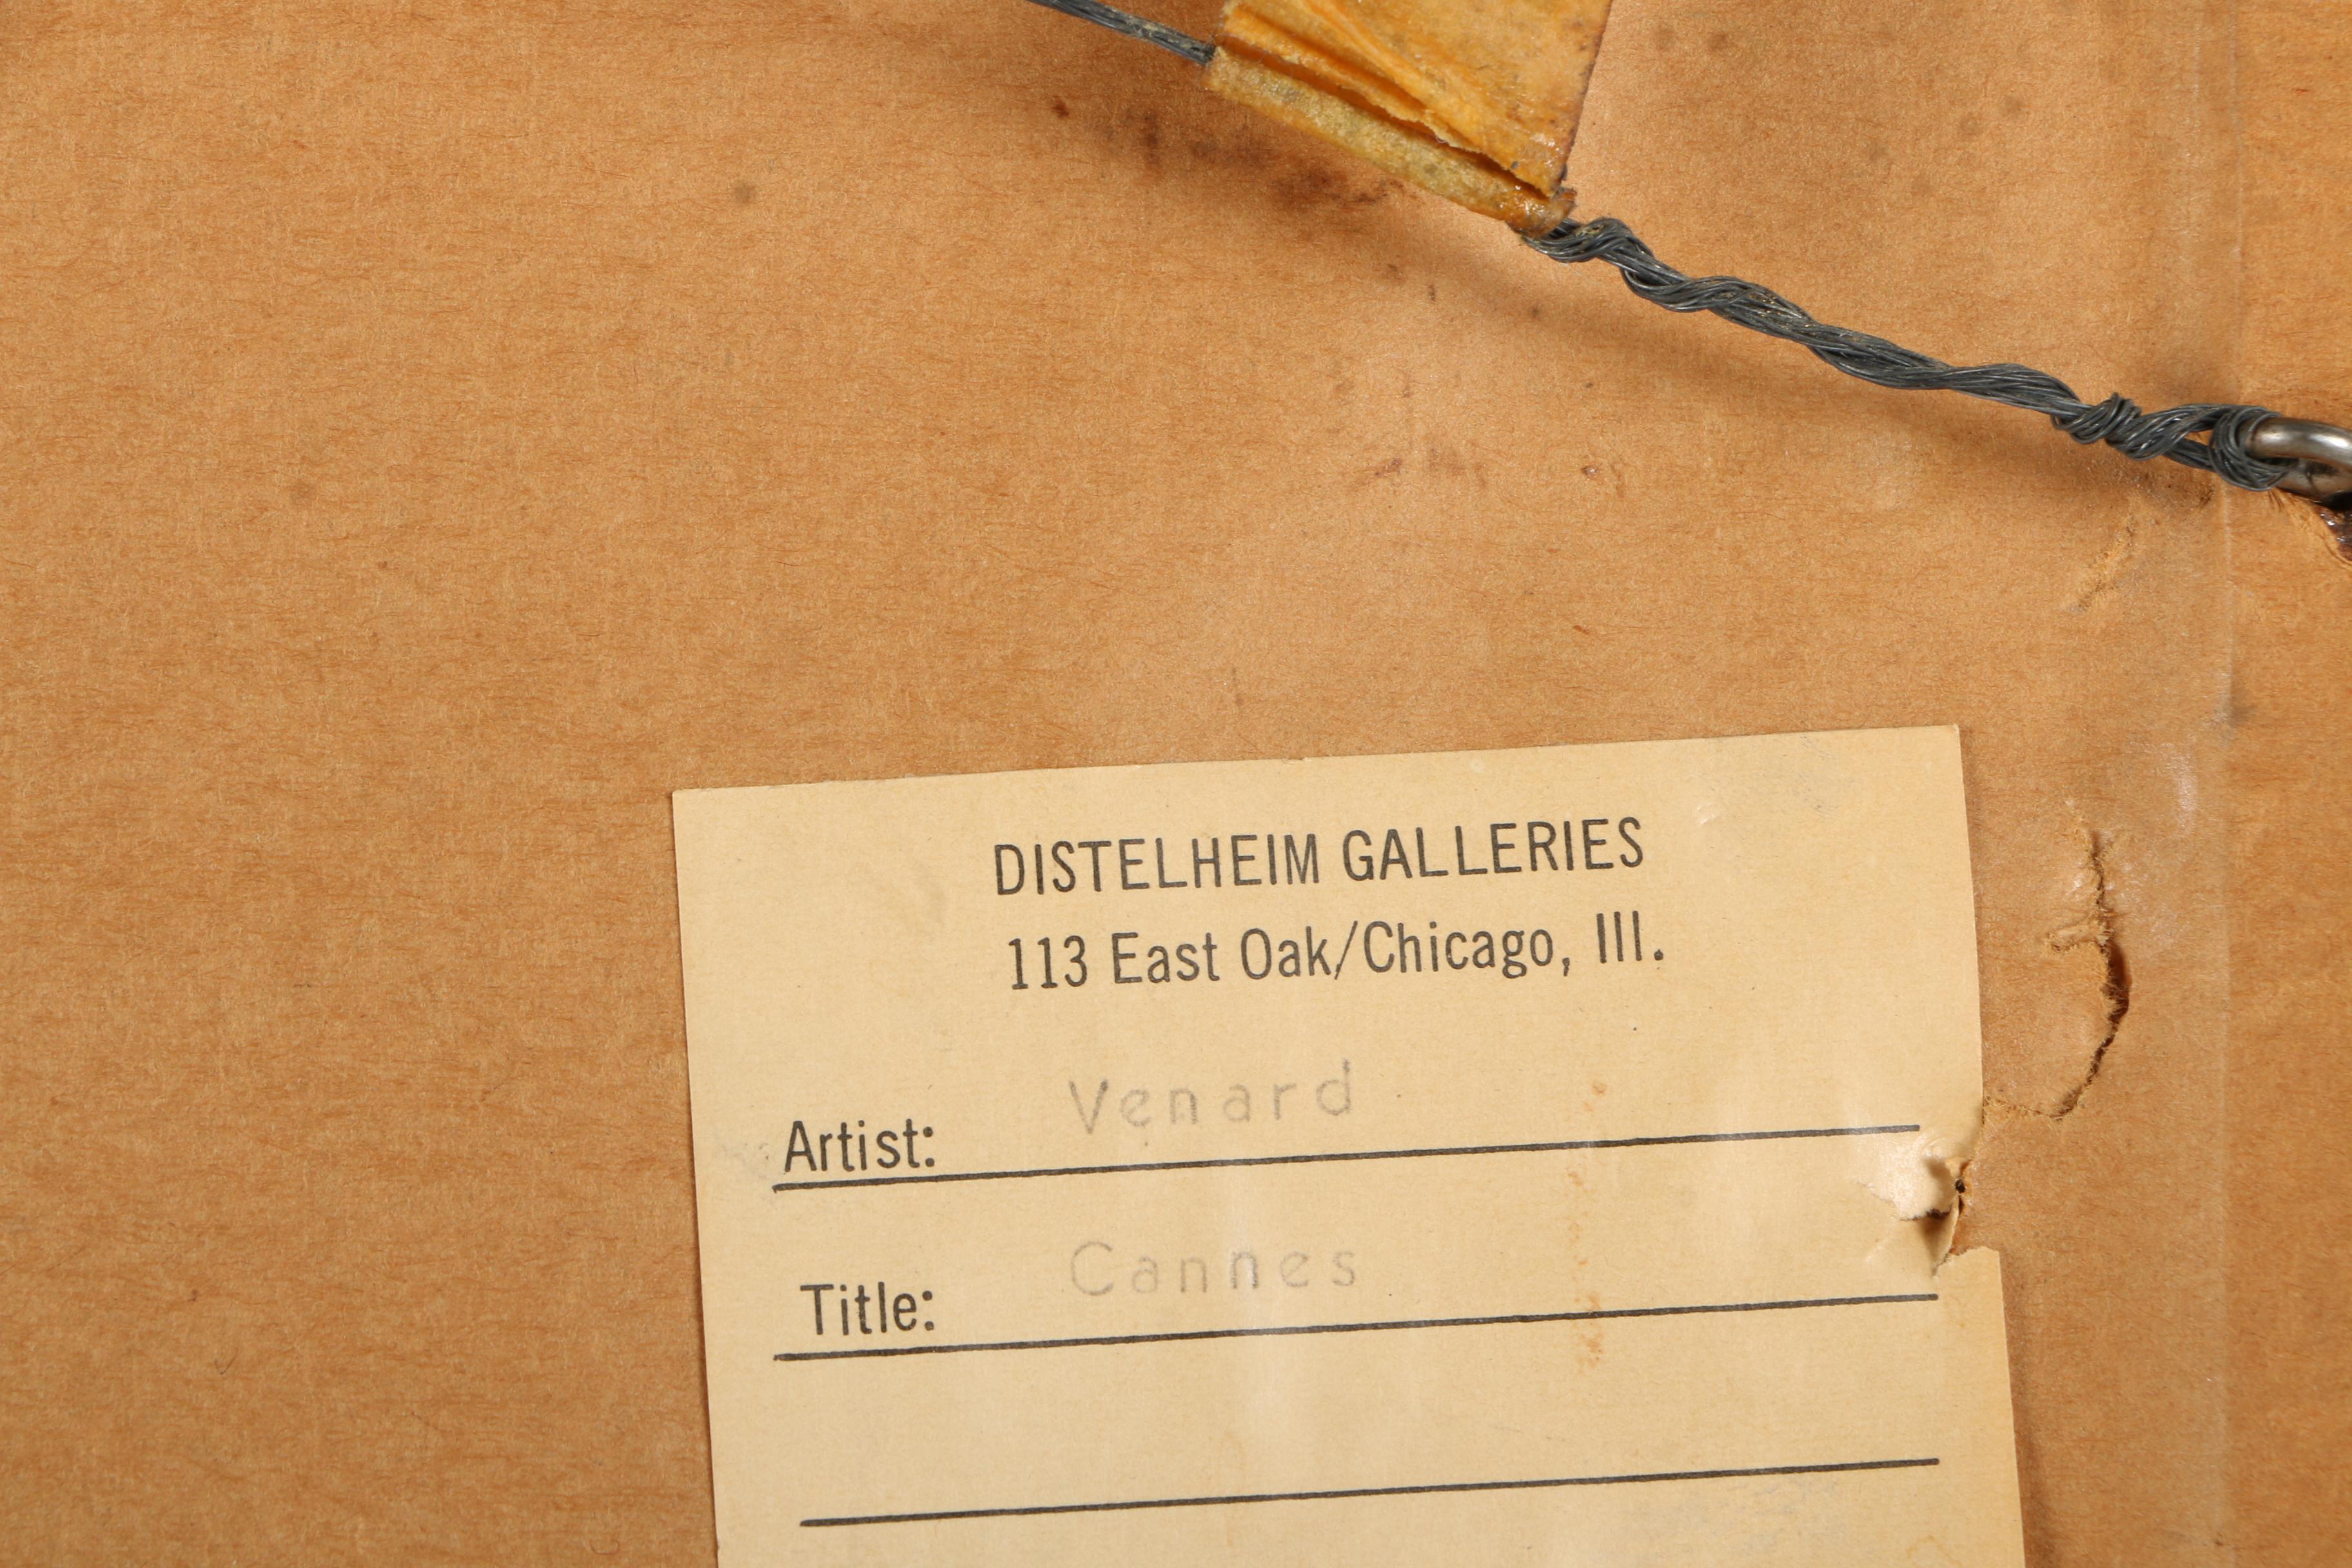 DISTELHEIM GALLERIES
113 East Oak/Chicago, Ill.
Artist: Venard
Title: Cannes